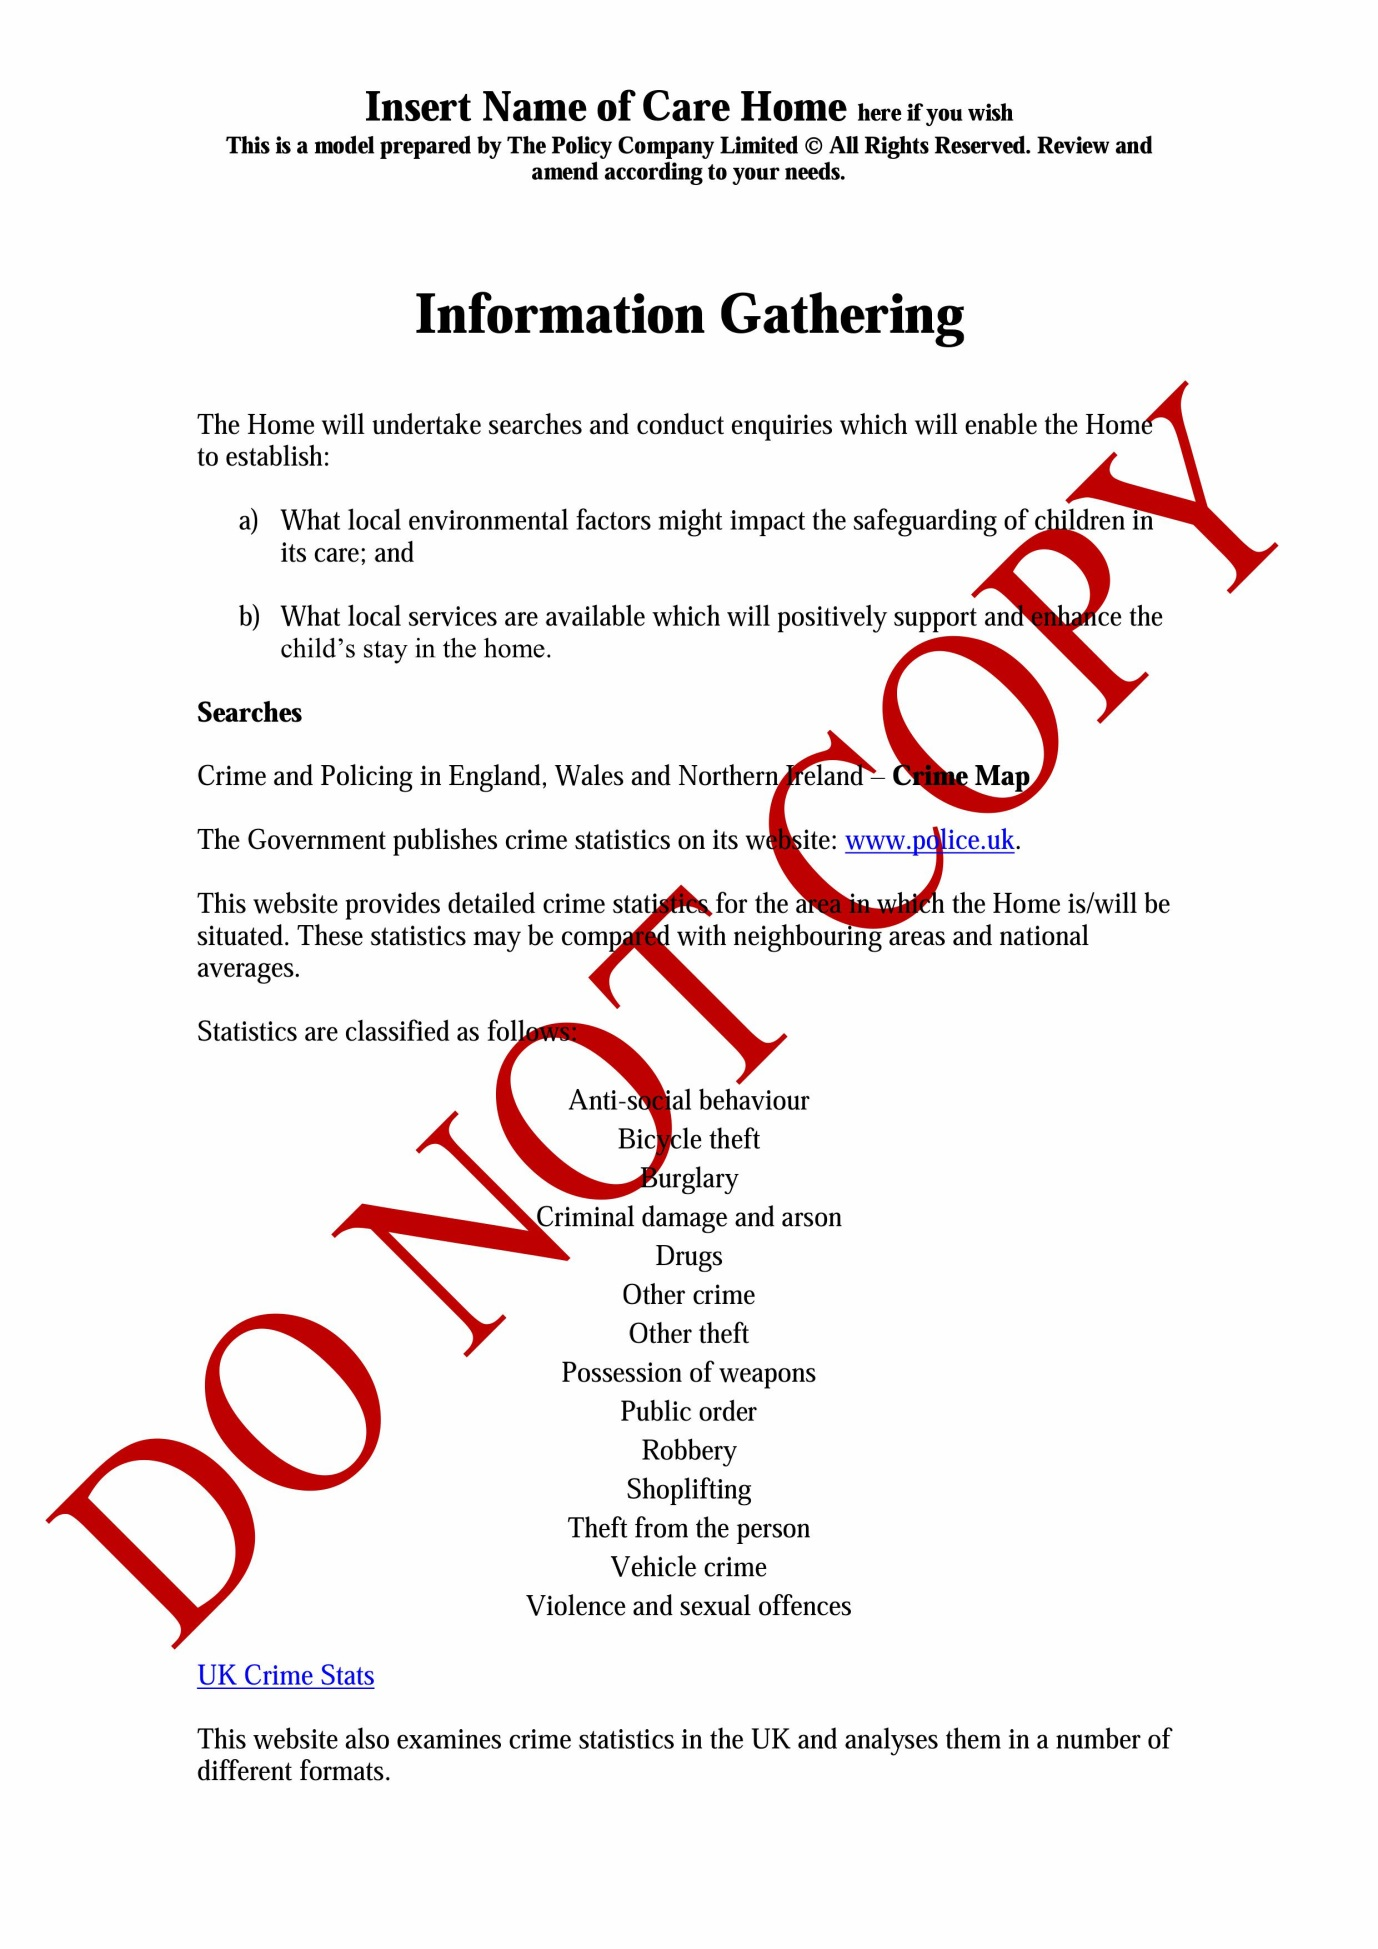 Insert Name of Care Home here if you wish
This is a model prepared by The Policy Company Limited © All Rights Reserved. Review and
amend according to your needs.
Information Gathering
The Home will undertake searches and conduct enquiries which will enable the Home
to establish:
a) What local environmental factors might impact the safeguarding of children in
its care; and
b) What local services are available which will positively support and enhance the
child’s stay in the home.
Searches
Crime and Policing in England, Wales and Northern Ireland – Crime Map
The Government publishes crime statistics on its website: www.police.uk.
This website provides detailed crime statistics for the area in which the Home is/will be
situated. These statistics may be compared with neighbouring areas and national
averages.
Statistics are classified as follows:
Anti-social behaviour
Bicycle theft
Burglary
Criminal damage and arson
Drugs
Other crime
Other theft
Possession of weapons
Public order
Robbery
Shoplifting
Theft from the person
Vehicle crime
Violence and sexual offences
UK Crime Stats
This website also examines crime statistics in the UK and analyses them in a number of
different formats.
DO NOT COPY